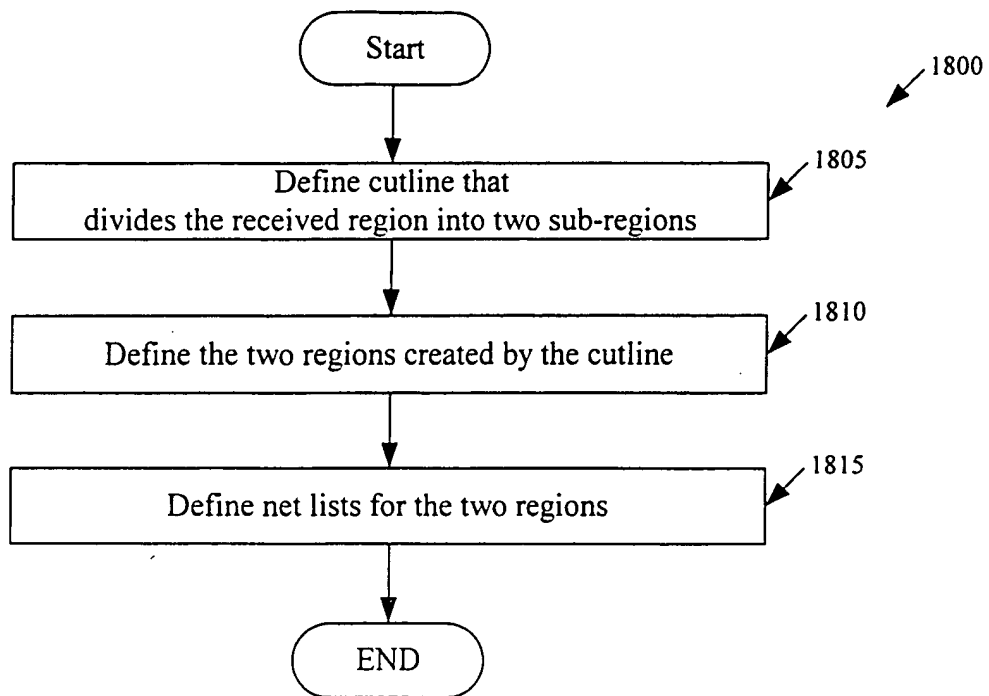 Start
1800
1805
Define cutline that
divides the received region into two sub-regions
1810
Define the two regions created by the cutline
1815
Define net lists for the two regions
END